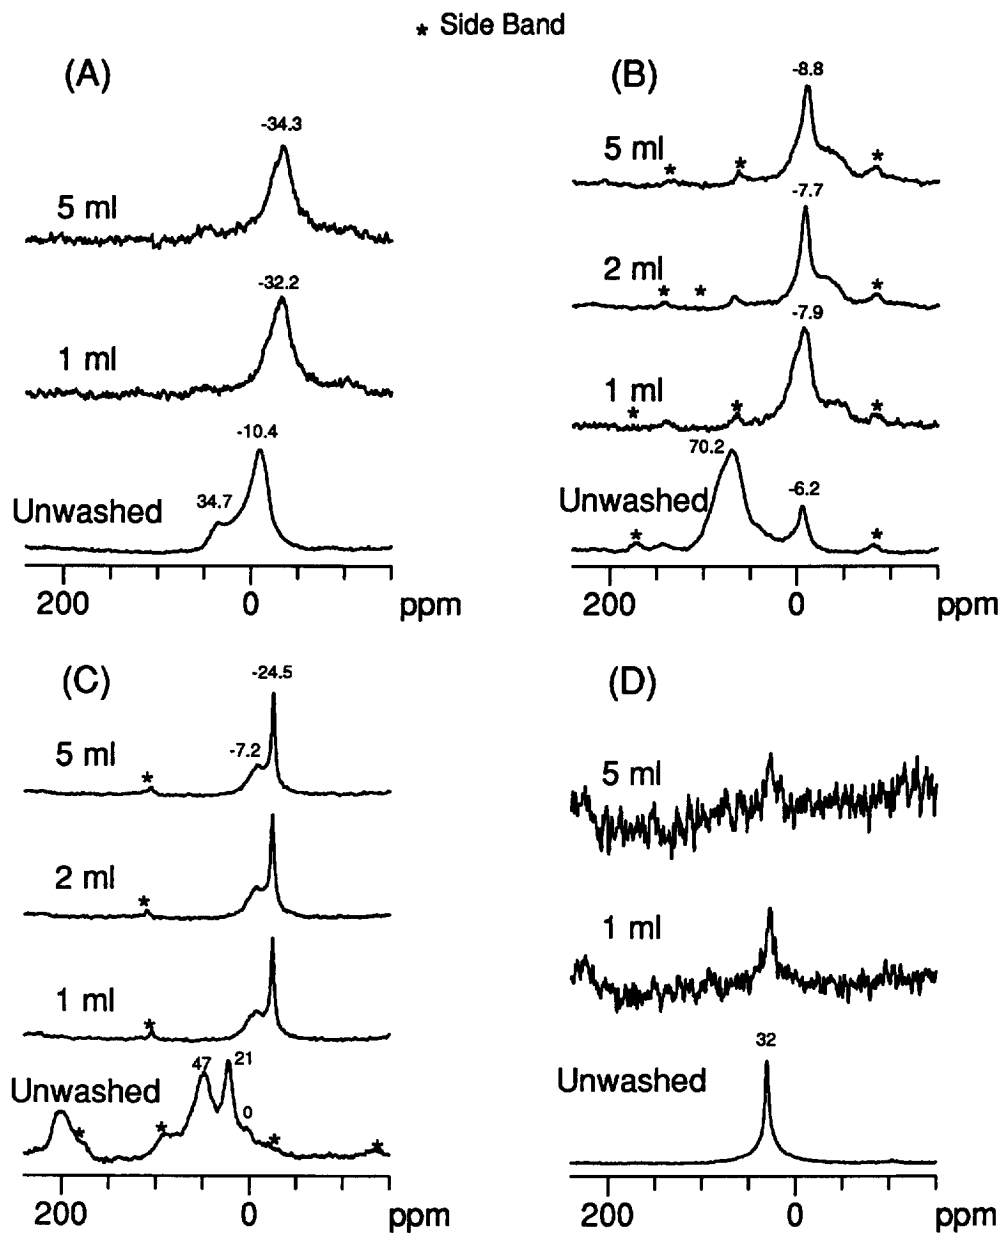 * Side Band
(A)
-34.3
5 ml
-32.2
1 ml
-10.4
34.7
Unwashed
200 0 ppm
(B)
-8.8
5 ml
* * *
-7.7
2 ml
* * *
-7.9
1 ml
* * *
70.2
-6.2
Unwashed
* *
200 0 ppm
(C)
-24.5
-7.2
5 ml
*
2 ml
*
1 ml
*
47 21
Unwashed
0
* * * *
200 0 ppm
(D)
5 ml
1 ml
32
Unwashed
200 0 ppm